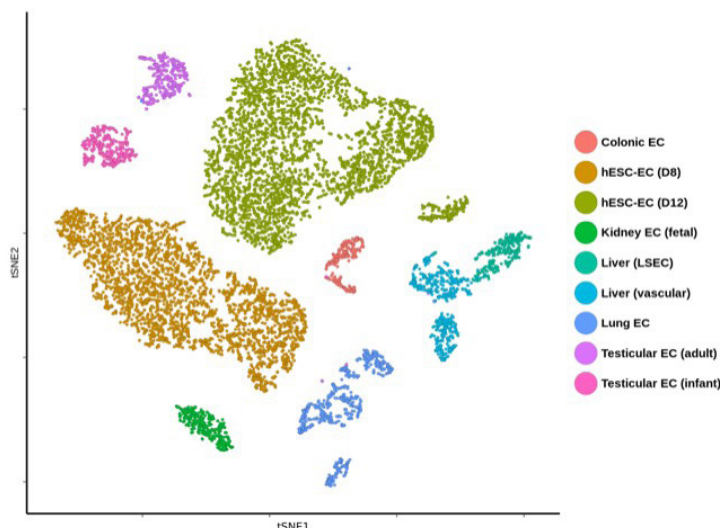 Colonic EC
hESC-EC (D8)
hESC-EC (D12)
Kidney EC (fetal)
Liver (LSEC)
Liver (vascular)
Lung EC
Testicular EC (adult)
Testicular EC (infant)
tSNE2
tSNE1